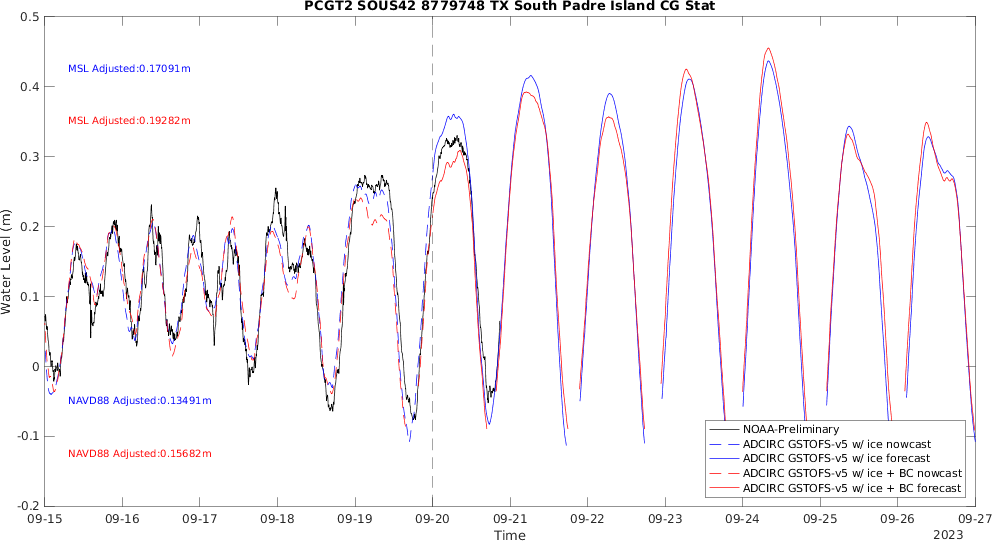 PCGT2 SOUS42 8779748 TX South Padre Island CG Stat
0.5
0.4
0.3
0.2
0.1
0
-0.1
-0.2
Water Level (m)
MSL Adjusted:0.17091m
MSL Adjusted:0.19282m
NAVD88 Adjusted:0.13491m
NAVD88 Adjusted:0.15682m
NOAA-Preliminary
ADCIRC GSTOFS-v5 w/ ice nowcast
ADCIRC GSTOFS-v5 w/ ice forecast
ADCIRC GSTOFS-v5 w/ ice + BC nowcast
ADCIRC GSTOFS-v5 w/ ice + BC forecast
09-15 09-16 09-17 09-18 09-19 09-20 09-21 09-22 09-23 09-24 09-25 09-26 09-27
Time
2023